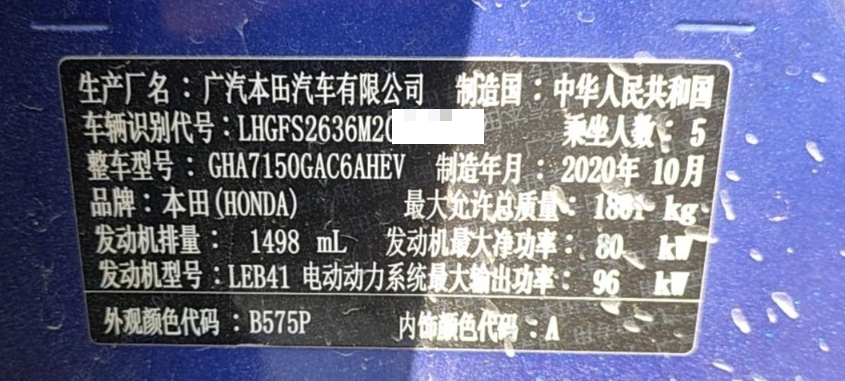 生产厂名：广汽本田汽车有限公司 制造国：中华人民共和国
车辆识别代号：LHGFS2636M2 乘坐人数：5
整车型号：GHA7150GAC6AHEV 制造年月：2020年10月
品牌：本田(HONDA) 最大允许总质量：1801 kg
发动机排量：1498 mL 发动机最大净功率：80 kW
发动机型号：LEB41 电动动力系统最大输出功率：96 kW
外观颜色代码：B575P 内饰颜色代码：A